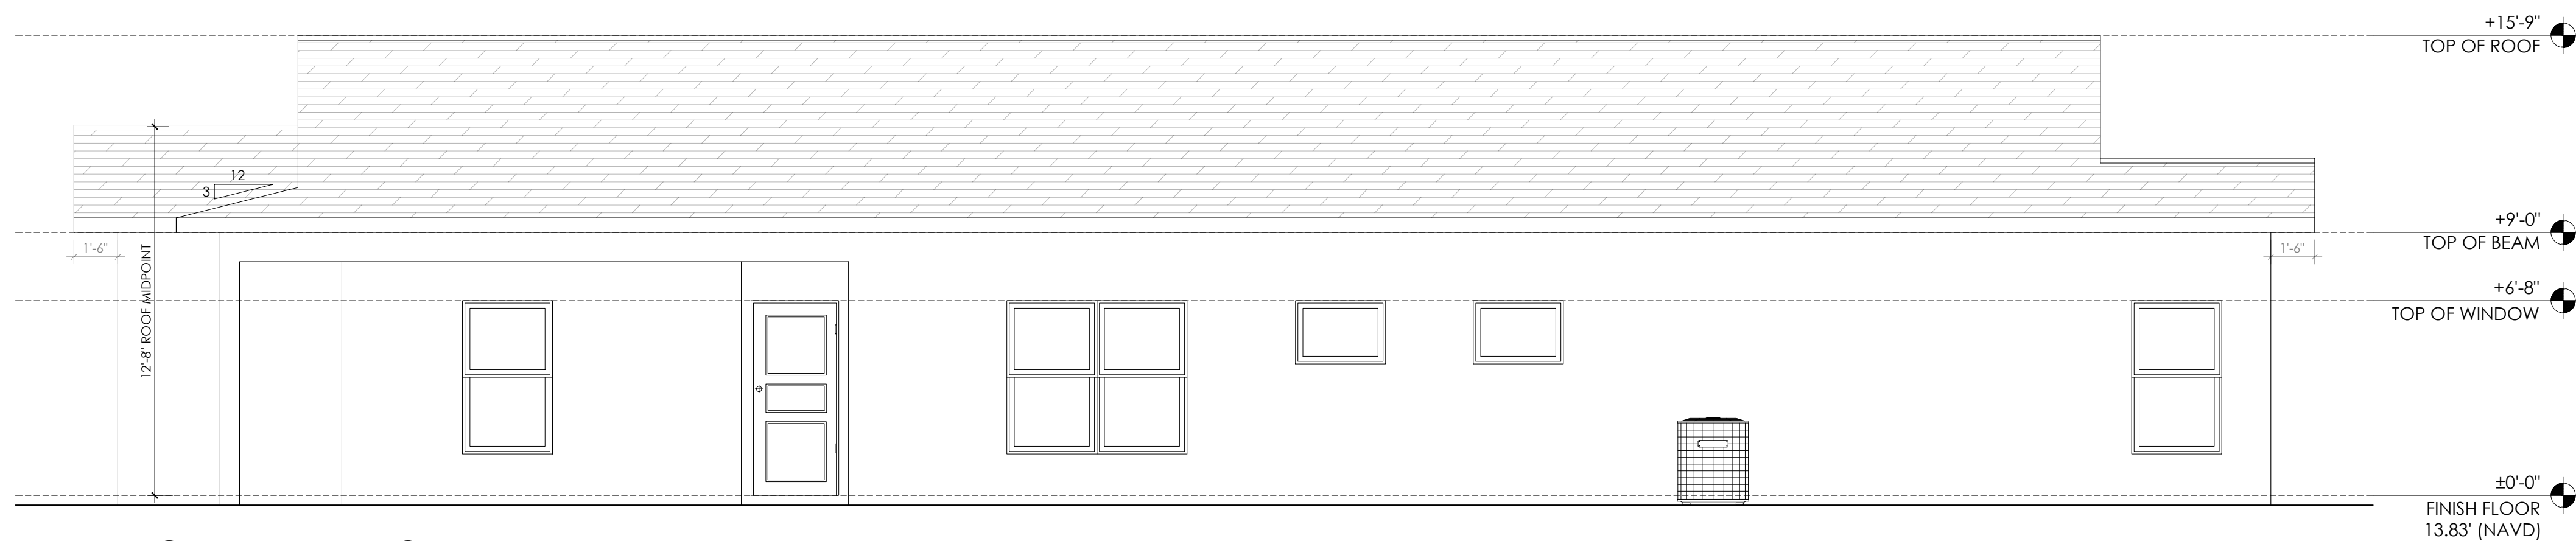 +15'-9"
TOP OF ROOF
12
3
+9'-0"
TOP OF BEAM
1'-6"
1'-6"
12'-8" ROOF MIDPOINT
+6'-8"
TOP OF WINDOW
±0'-0"
FINISH FLOOR
13.83' (NAVD)